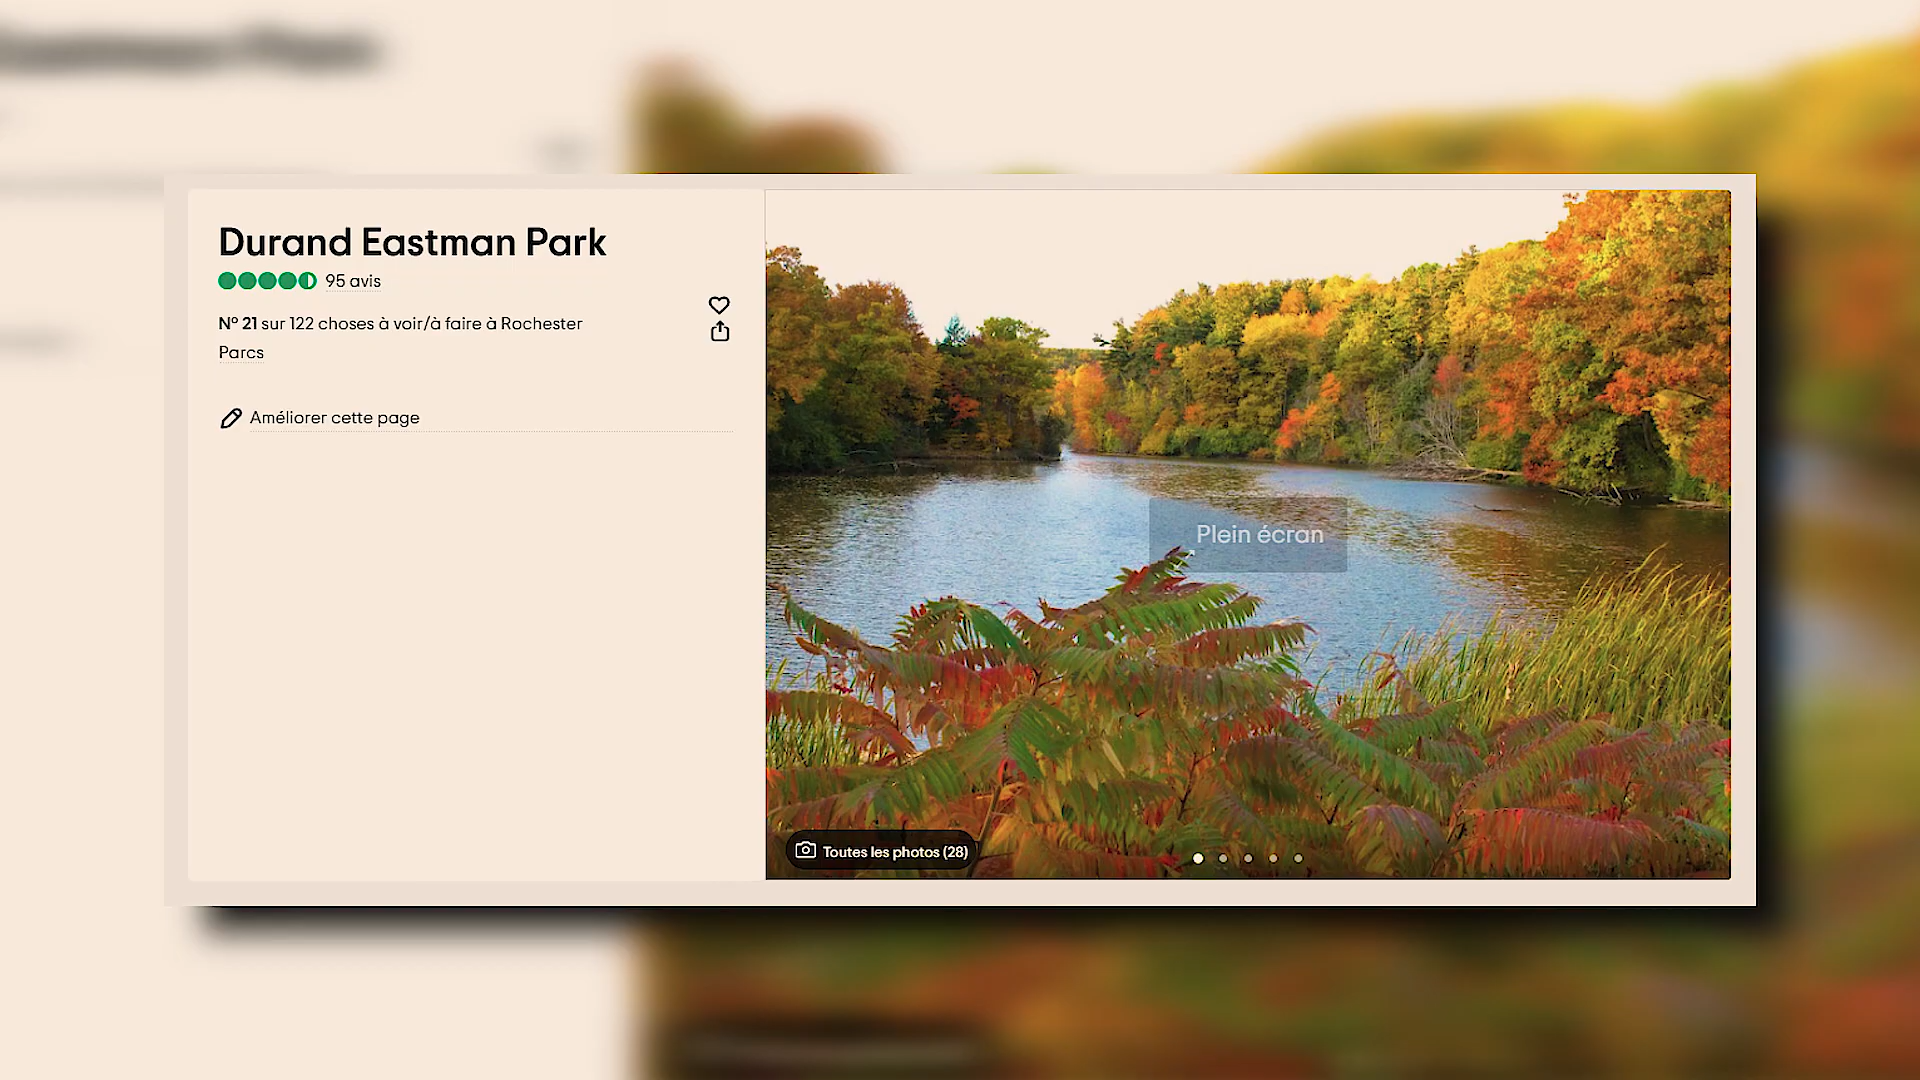 Durand Eastman Park
95 avis
Nº 21 sur 122 choses à voir/à faire à Rochester
Parcs
Améliorer cette page
Plein écran
Toutes les photos (28)